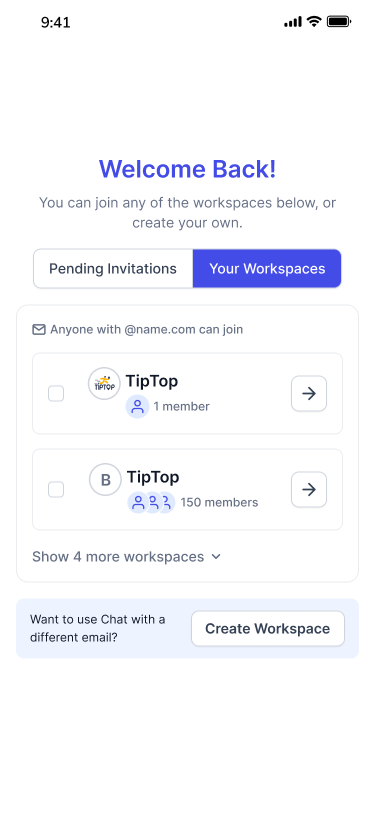 9:41
Welcome Back!
You can join any of the workspaces below, or
create your own.
Pending Invitations
Your Workspaces
Anyone with @name.com can join
TIPTOP
TipTop
1 member
B
TipTop
150 members
Show 4 more workspaces
Want to use Chat with a
different email?
Create Workspace